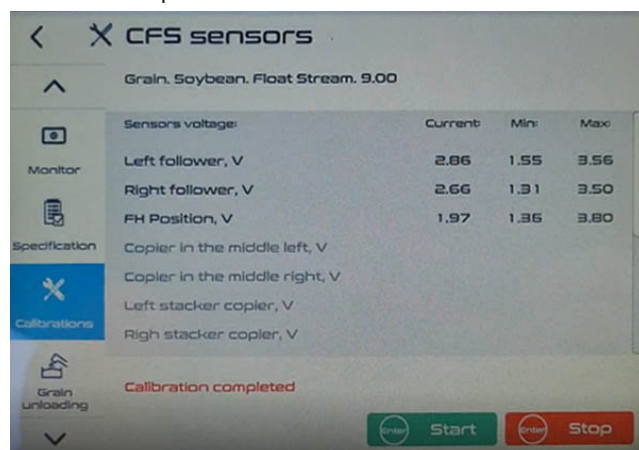 CFS sensors
Grain. Soybean. Float Stream. 9.00
Sensors voltage: Current: Min: Max:
Left follower, V 2.86 1.55 3.56
Right follower, V 2.66 1.31 3.50
FH Position, V 1.97 1.36 3.80
Copier in the middle left, V
Copier in the middle right, V
Left stacker copier, V
Righ stacker copier, V
Calibration completed
Monitor
Specification
Calibrations
Grain
unloading
Enter Start
Enter Stop